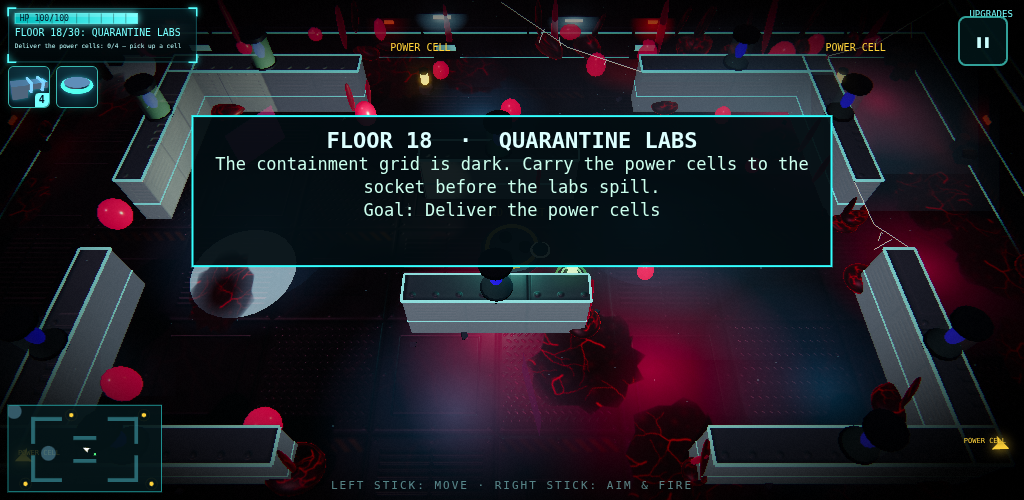 HP 100/100
UPGRADES
FLOOR 18/30: QUARANTINE LABS
Deliver the power cells: 0/4 — pick up a cell
POWER CELL
POWER CELL
4
FLOOR 18 · QUARANTINE LABS
The containment grid is dark. Carry the power cells to the
socket before the labs spill.
Goal: Deliver the power cells
POWER CELL
LEFT STICK: MOVE · RIGHT STICK: AIM & FIRE